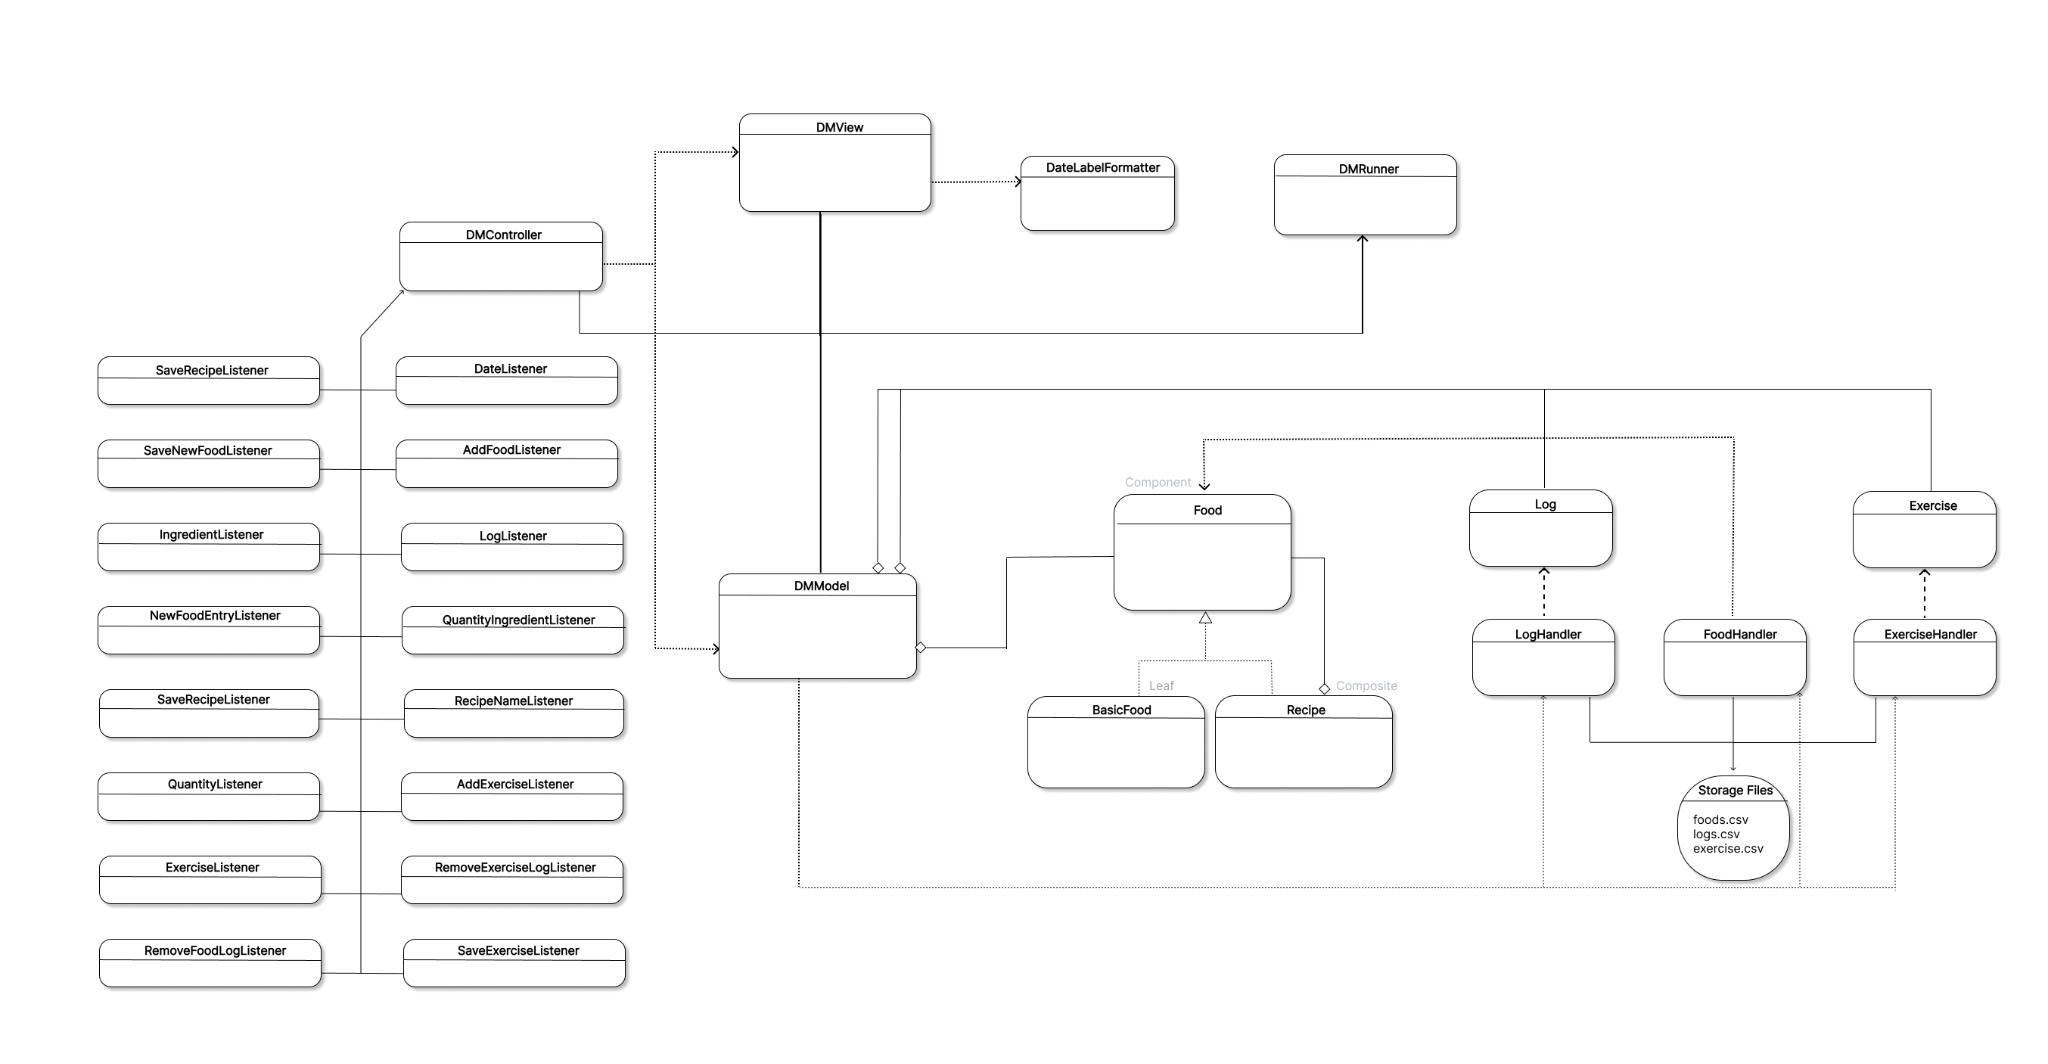 DMView
DateLabelFormatter
DMRunner
DMController
SaveRecipeListener
DateListener
SaveNewFoodListener
AddFoodListener
IngredientListener
LogListener
NewFoodEntryListener
QuantityIngredientListener
SaveRecipeListener
RecipeNameListener
QuantityListener
AddExerciseListener
ExerciseListener
RemoveExerciseLogListener
RemoveFoodLogListener
SaveExerciseListener
DMModel
Component
Food
Leaf
BasicFood
Composite
Recipe
Log
Exercise
LogHandler
FoodHandler
ExerciseHandler
Storage Files
foods.csv
logs.csv
exercise.csv